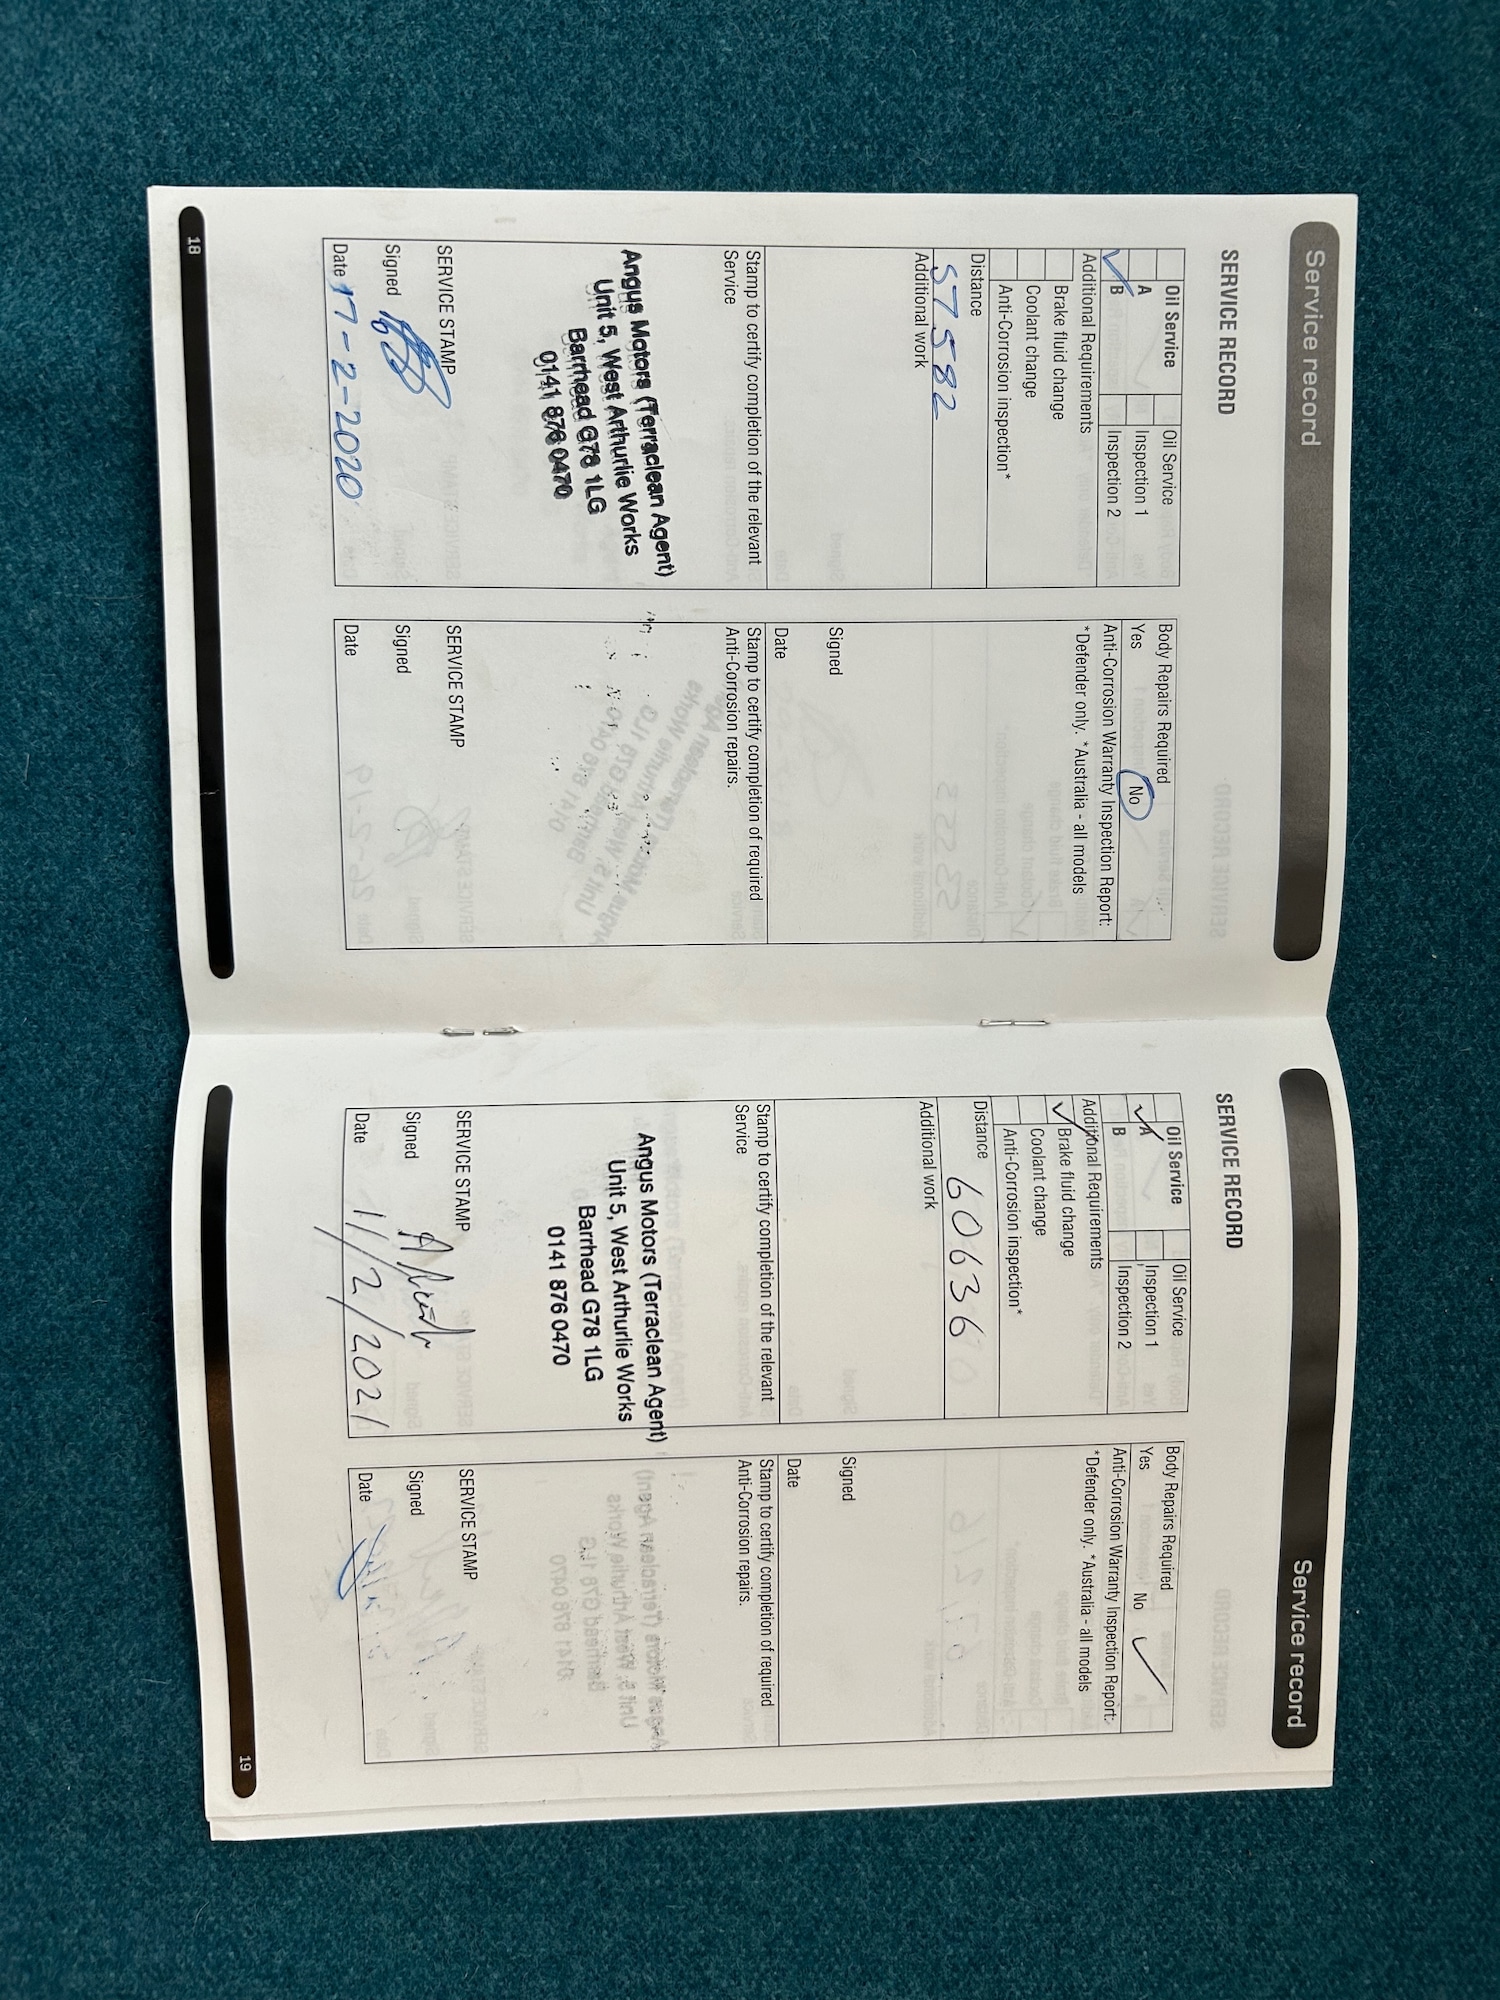 Service record
SERVICE RECORD
Oil Service
Oil Service
A
Inspection 1
B
Inspection 2
Additional Requirements
Brake fluid change
Coolant change
Anti-Corrosion inspection*
Distance
57582
Additional work
Stamp to certify completion of the relevant
Service
Angus Motors (Terraclean Agent)
Unit 5, West Arthurlie Works
Barrhead G78 1LG
0141 876 0470
SERVICE STAMP
Signed
Date 17-2-2020
Body Repairs Required
Yes No
Anti-Corrosion Warranty Inspection Report:
*Defender only. *Australia - all models
Signed
Date
Stamp to certify completion of required
Anti-Corrosion repairs.
SERVICE STAMP
Signed
Date
18
Service record
SERVICE RECORD
Oil Service
Oil Service
A
Inspection 1
B
Inspection 2
Additional Requirements
Brake fluid change
Coolant change
Anti-Corrosion inspection*
Distance 60636
Additional work
Stamp to certify completion of the relevant
Service
Angus Motors (Terraclean Agent)
Unit 5, West Arthurlie Works
Barrhead G78 1LG
0141 876 0470
SERVICE STAMP
Signed
Date 1/2/2021
Body Repairs Required
Yes No
Anti-Corrosion Warranty Inspection Report:
*Defender only. *Australia - all models
Signed
Date
Stamp to certify completion of required
Anti-Corrosion repairs.
SERVICE STAMP
Signed
Date
19